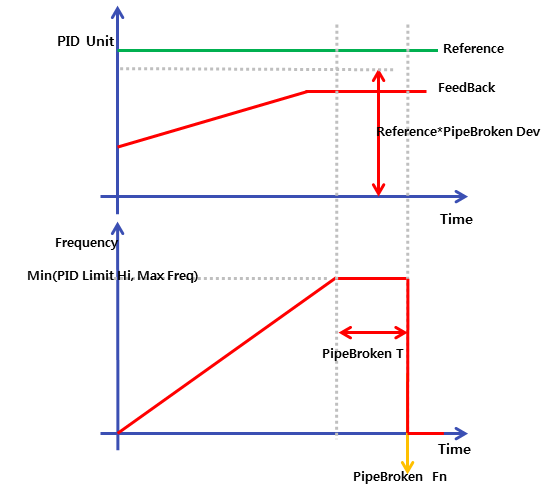 PID Unit
Reference
FeedBack
Reference*PipeBroken Dev
Time
Frequency
Min(PID Limit Hi, Max Freq)
PipeBroken T
Time
PipeBroken Fn